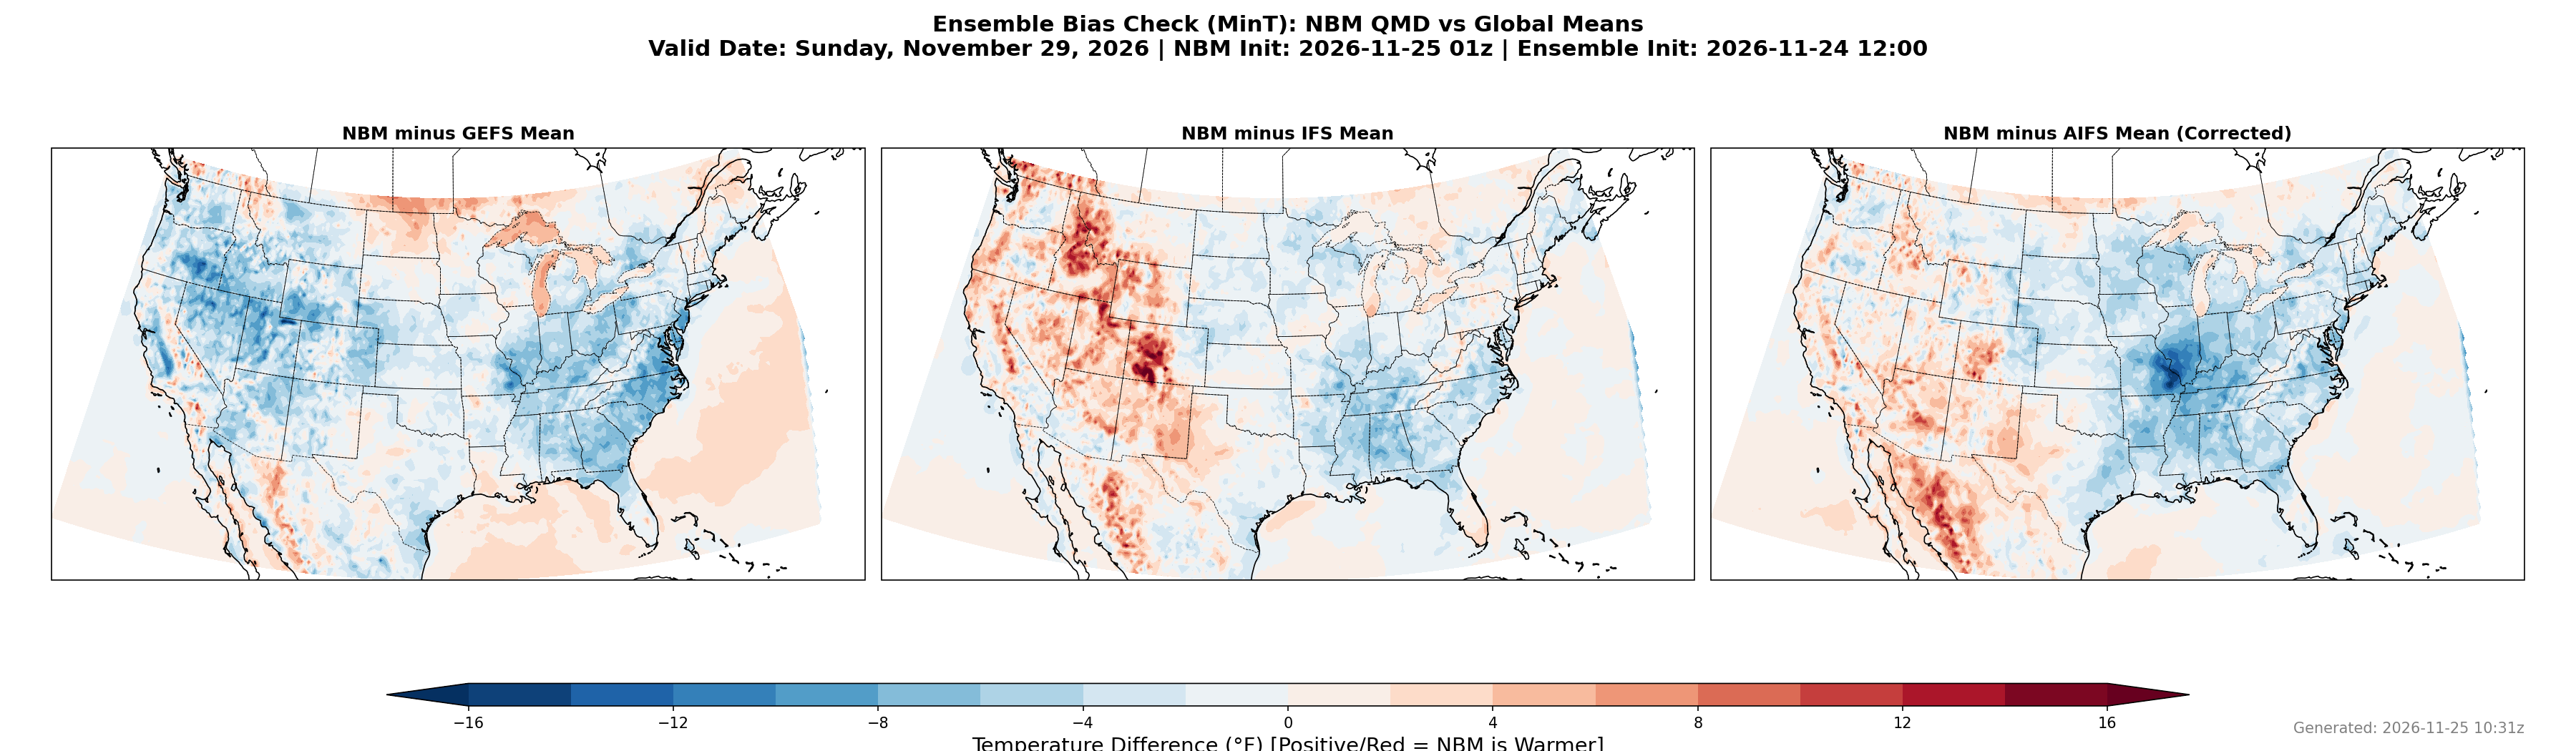 Ensemble Bias Check (MinT): NBM QMD vs Global Means
Valid Date: Sunday, November 29, 2026 | NBM Init: 2026-11-25 01z | Ensemble Init: 2026-11-24 12:00
NBM minus GEFS Mean
NBM minus IFS Mean
NBM minus AIFS Mean (Corrected)
−16 −12 −8 −4 0 4 8 12 16
Temperature Difference (°F) [Positive/Red = NBM is Warmer]
Generated: 2026-11-25 10:31z